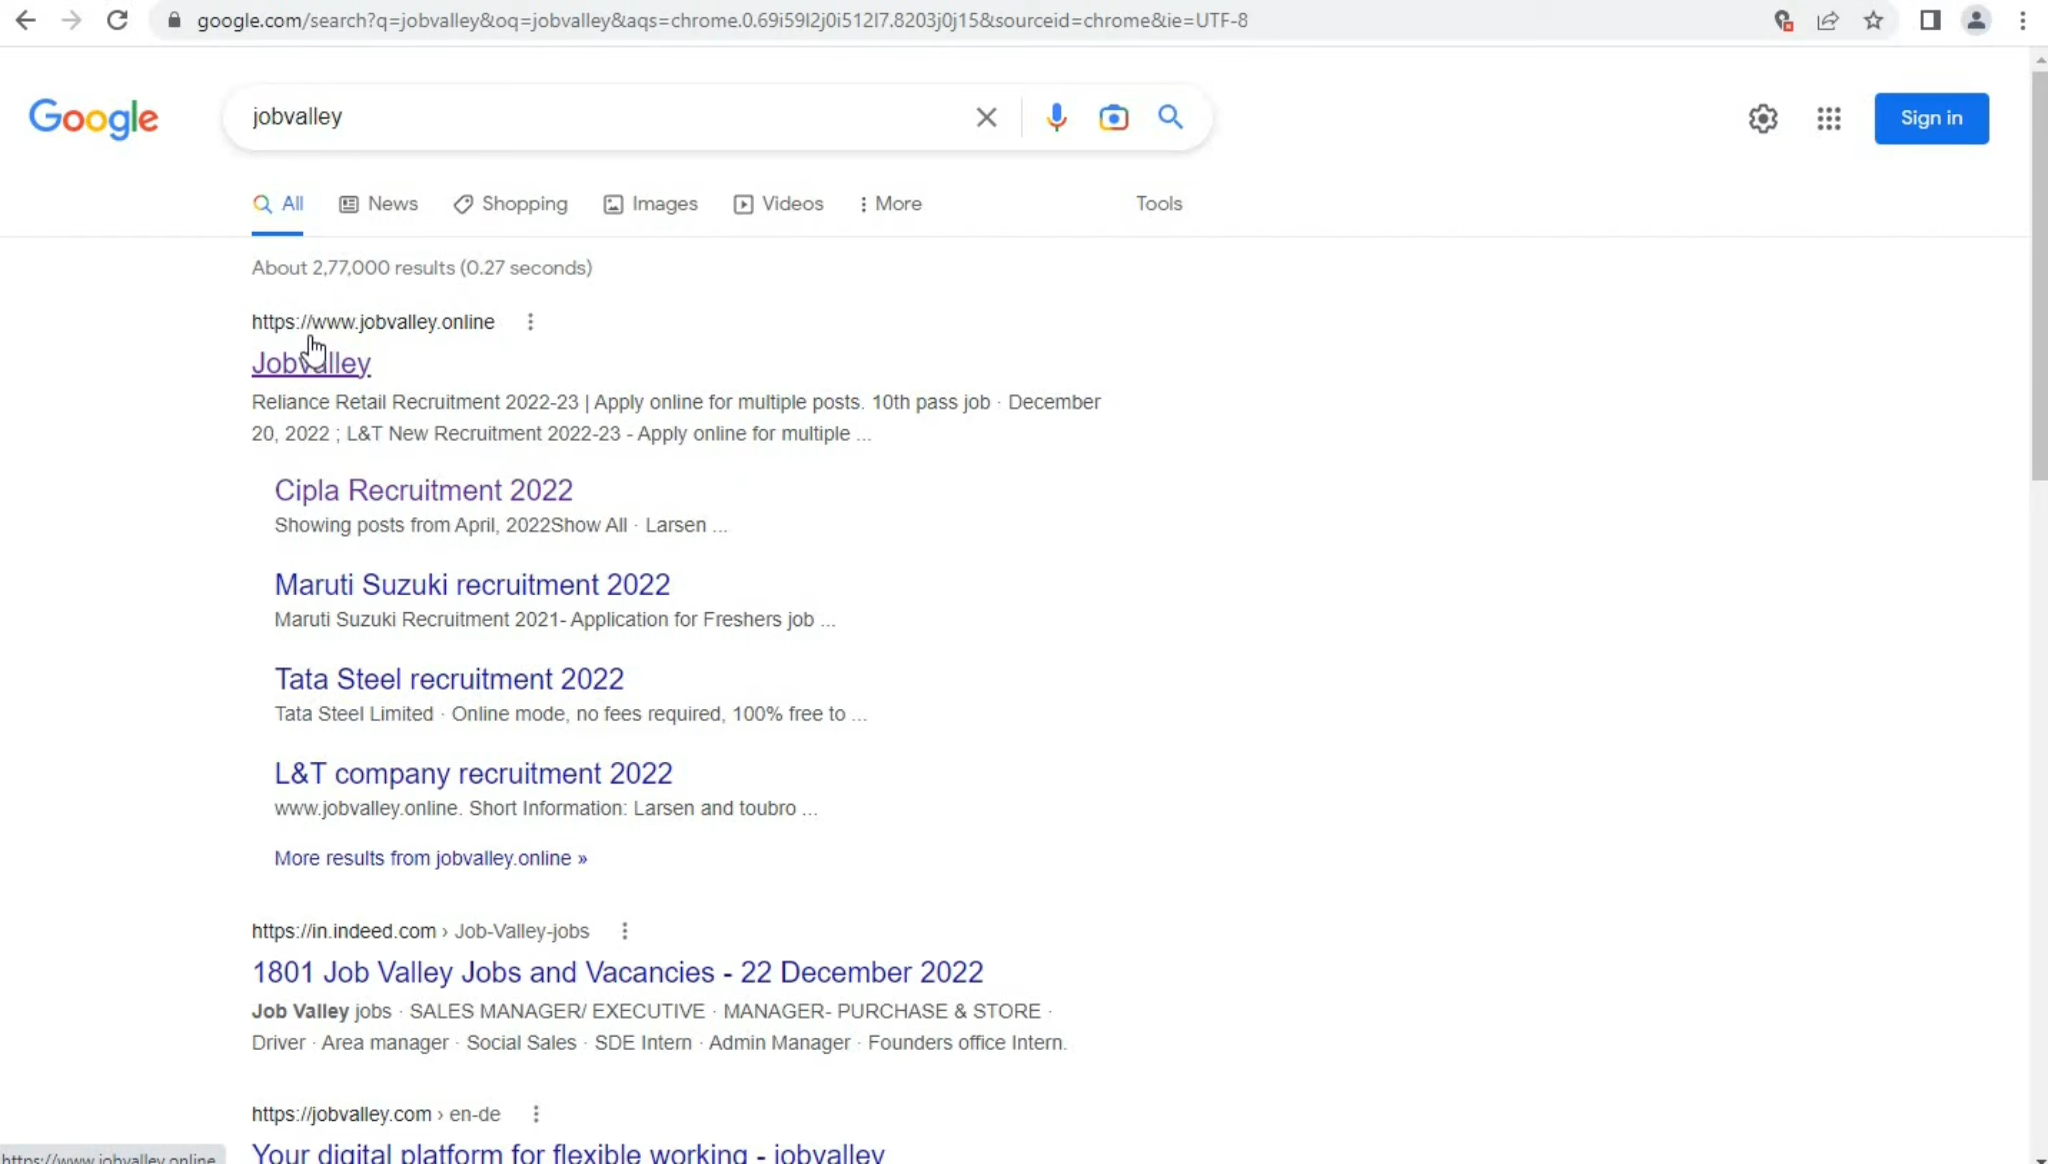 google.com/search?q=jobvalley&oq=jobvalley&aqs=chrome.0.69i59l2j0i512l7.8203j0j15&sourceid=chrome&ie=UTF-8
Google
jobvalley
Sign in
All
News
Shopping
Images
Videos
More
Tools
About 2,77,000 results (0.27 seconds)
https://www.jobvalley.online
JobValley
Reliance Retail Recruitment 2022-23 | Apply online for multiple posts. 10th pass job · December
20, 2022 ; L&T New Recruitment 2022-23 - Apply online for multiple ...
Cipla Recruitment 2022
Showing posts from April, 2022Show All · Larsen ...
Maruti Suzuki recruitment 2022
Maruti Suzuki Recruitment 2021- Application for Freshers job ...
Tata Steel recruitment 2022
Tata Steel Limited · Online mode, no fees required, 100% free to ...
L&T company recruitment 2022
www.jobvalley.online. Short Information: Larsen and toubro ...
More results from jobvalley.online »
https://in.indeed.com › Job-Valley-jobs
1801 Job Valley Jobs and Vacancies - 22 December 2022
Job Valley jobs · SALES MANAGER/ EXECUTIVE · MANAGER- PURCHASE & STORE ·
Driver · Area manager · Social Sales · SDE Intern · Admin Manager · Founders office Intern.
https://jobvalley.com › en-de
Your digital platform for flexible working - jobvalley
https://www.jobvalley.online